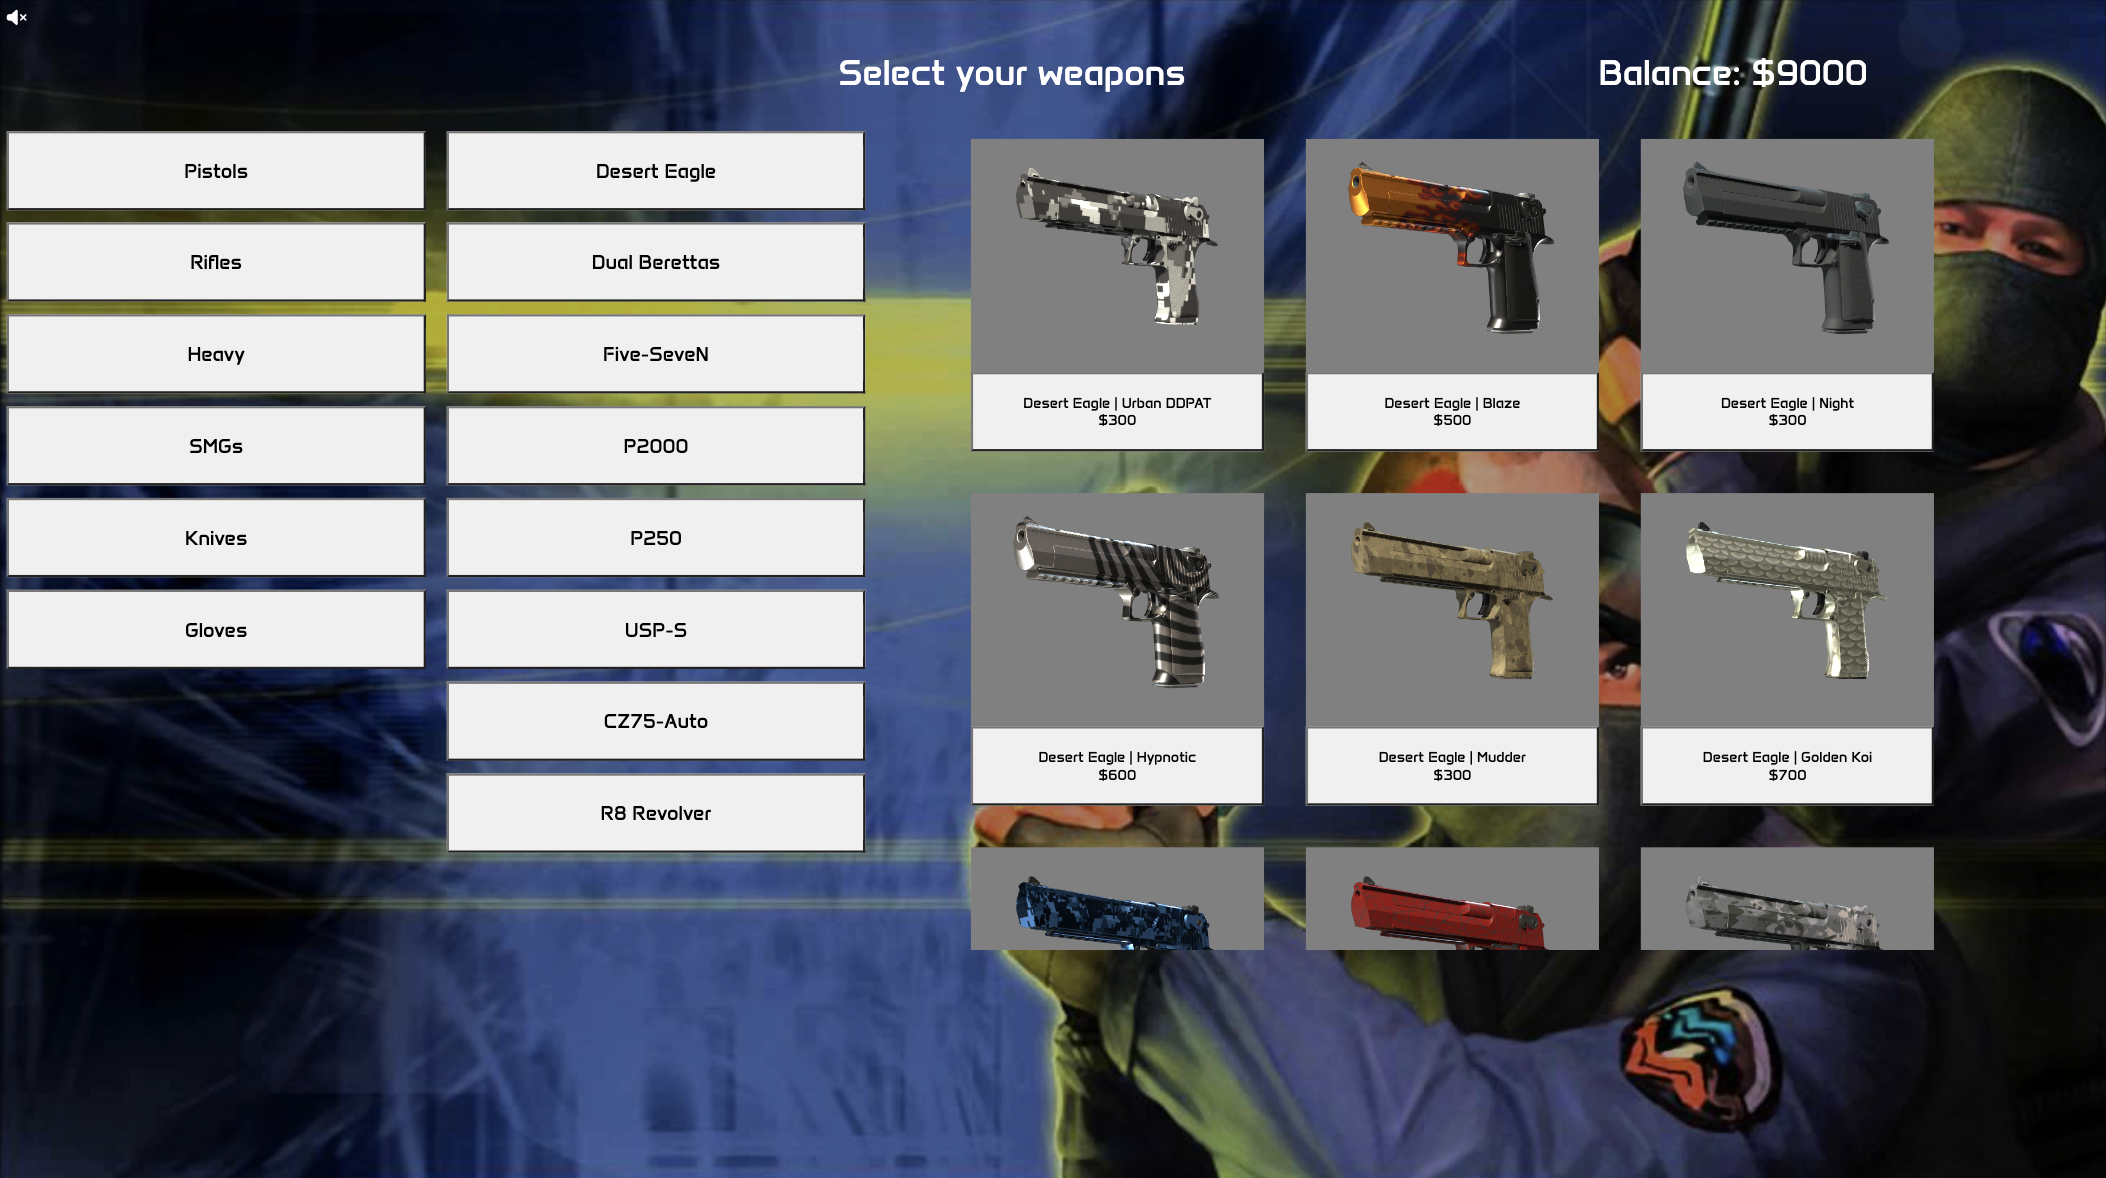 Select your weapons
Balance: $9000
Pistols
Rifles
Heavy
SMGs
Knives
Gloves
Desert Eagle
Dual Berettas
Five-SeveN
P2000
P250
USP-S
CZ75-Auto
R8 Revolver
Desert Eagle | Urban DDPAT
$300
Desert Eagle | Blaze
$500
Desert Eagle | Night
$300
Desert Eagle | Hypnotic
$600
Desert Eagle | Mudder
$300
Desert Eagle | Golden Koi
$700